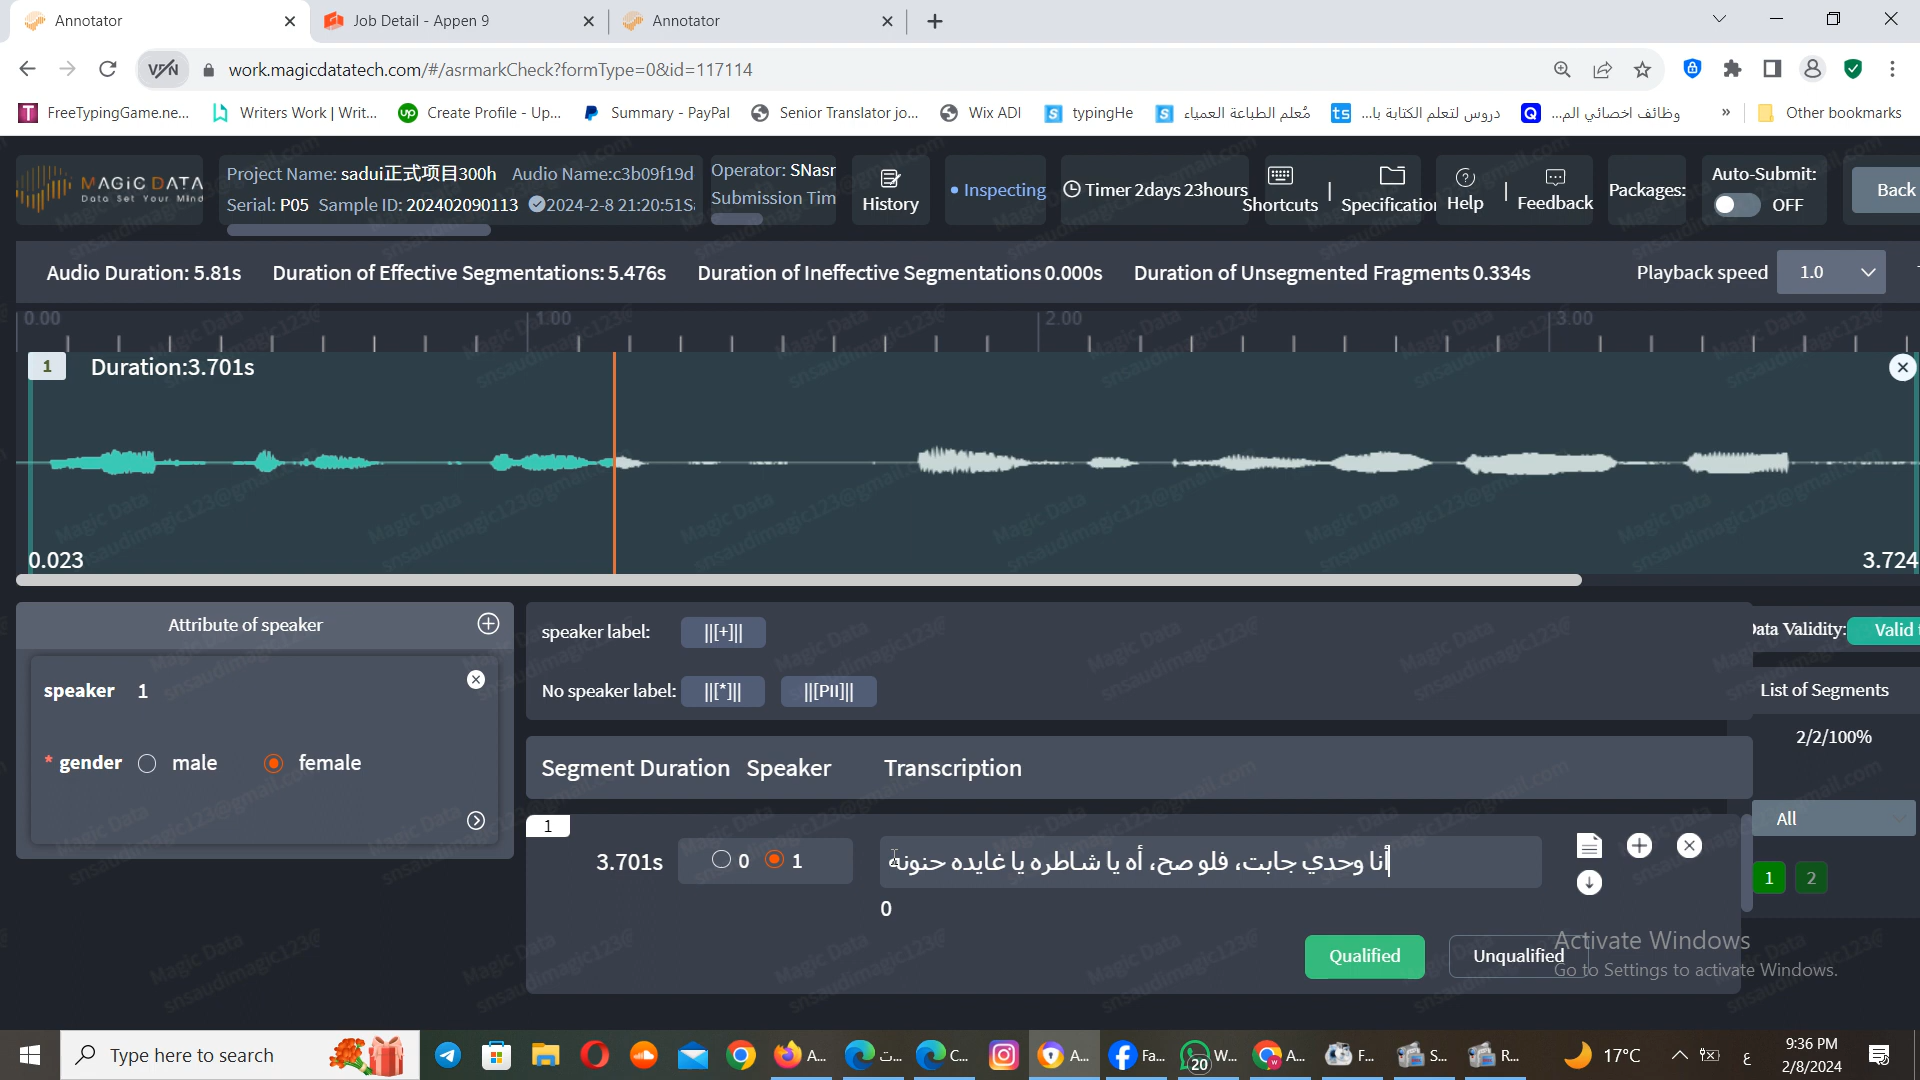 Annotator
Job Detail - Appen 9
Annotator
VPN
work.magicdatatech.com/#/asrmarkCheck?formType=0&id=117114
FreeTypingGame.ne...
Writers Work | Writ...
Create Profile - Up...
Summary - PayPal
Senior Translator jo...
Wix ADI
typingHe
مُعلم الطباعة العمياء
دروس لتعلم الكتابة با...
وظائف اخصائي الم...
»
Other bookmarks
MAGIC DATA
Data Set Your Mind
Project Name: sadui正式项目300h Audio Name:c3b09f19d
Serial: P05 Sample ID: 202402090113 2024-2-8 21:20:51S
Operator: SNasr
Submission Tim
History
Inspecting
Timer 2days 23hours
Shortcuts
Specification
Help
Feedback
Packages:
Auto-Submit:
OFF
Back
Audio Duration: 5.81s Duration of Effective Segmentations: 5.476s Duration of Ineffective Segmentations 0.000s Duration of Unsegmented Fragments 0.334s
Playback speed 1.0
0.00 1.00 2.00 3.00
1 Duration:3.701s
0.023 3.724
Attribute of speaker
speaker 1
* gender male female
speaker label: ||[+]||
No speaker label: ||[*]|| ||[PII]||
Data Validity: Valid
List of Segments
2/2/100%
All
1 2
Segment Duration Speaker Transcription
1
3.701s 0 1
أنا وحدي جابت، فلو صح، أه يا شاطره يا غايده حنونة
0
Qualified
Unqualified
Activate Windows
Go to Settings to activate Windows.
Type here to search
A...
ت...
C...
A...
Fa...
20
W...
A...
F...
S...
R...
17°C
ع
9:36 PM
2/8/2024